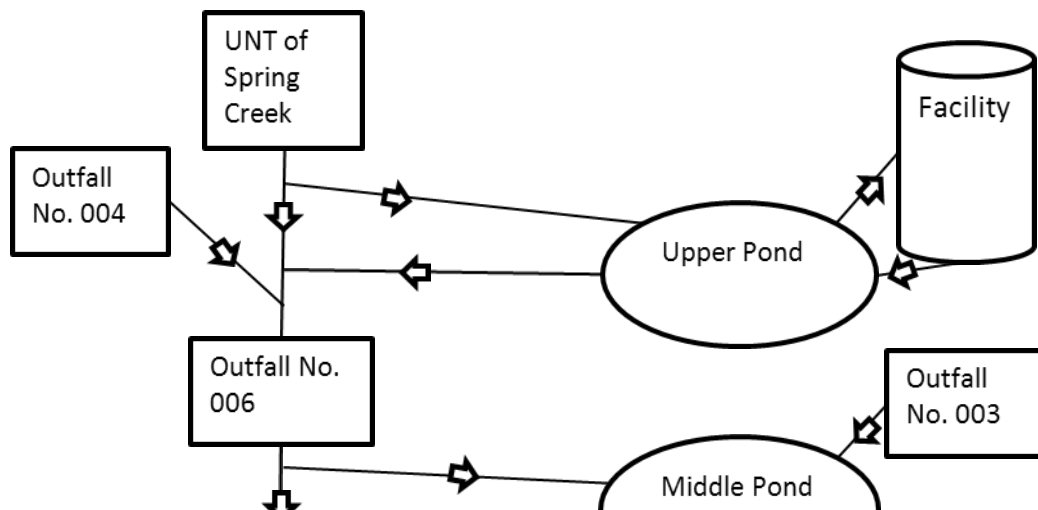 UNT of
Spring
Creek
Facility
Outfall
No. 004
Upper Pond
Outfall No.
006
Outfall
No. 003
Middle Pond